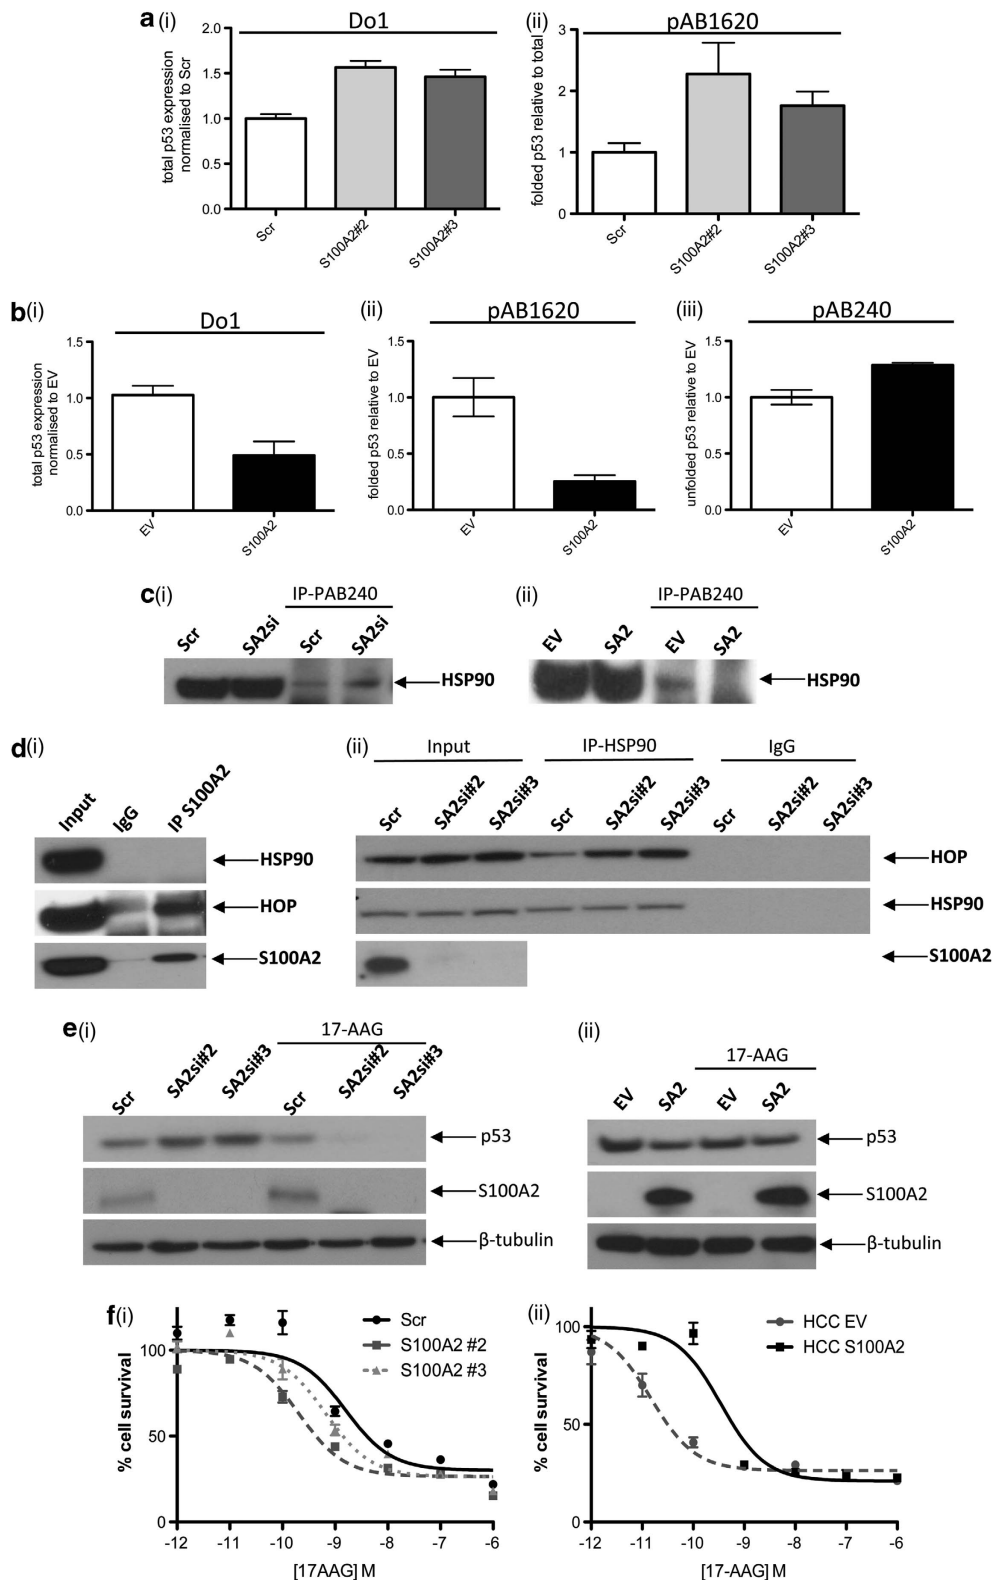 a (i)
Do1
total p53 expression
normalised to Scr
2.0
1.5
1.0
0.5
0.0
Scr
S100A2#2
S100A2#3
(ii)
pAB1620
folded p53 relative to total
3
2
1
0
Scr
S100A2#2
S100A2#3
b (i)
Do1
total p53 expression
normalised to EV
1.5
1.0
0.5
0.0
EV
S100A2
(ii)
pAB1620
folded p53 relative to EV
1.5
1.0
0.5
0.0
EV
S100A2
(iii)
pAB240
unfolded p53 relative to EV
1.5
1.0
0.5
0.0
EV
S100A2
c (i)
IP-PAB240
Scr
SA2si
Scr
SA2si
HSP90
(ii)
IP-PAB240
EV
SA2
EV
SA2
HSP90
d (i)
Input
IgG
IP S100A2
HSP90
HOP
S100A2
(ii)
Input
IP-HSP90
IgG
Scr
SA2si#2
SA2si#3
Scr
SA2si#2
SA2si#3
Scr
SA2si#2
SA2si#3
HOP
HSP90
S100A2
e (i)
17-AAG
Scr
SA2si#2
SA2si#3
Scr
SA2si#2
SA2si#3
p53
S100A2
β-tubulin
(ii)
17-AAG
EV
SA2
EV
SA2
p53
S100A2
β-tubulin
f (i)
Scr
S100A2 #2
S100A2 #3
% cell survival
100
50
0
-12
-11
-10
-9
-8
-7
-6
[17AAG] M
(ii)
HCC EV
HCC S100A2
% cell survival
100
50
0
-12
-11
-10
-9
-8
-7
-6
[17-AAG] M